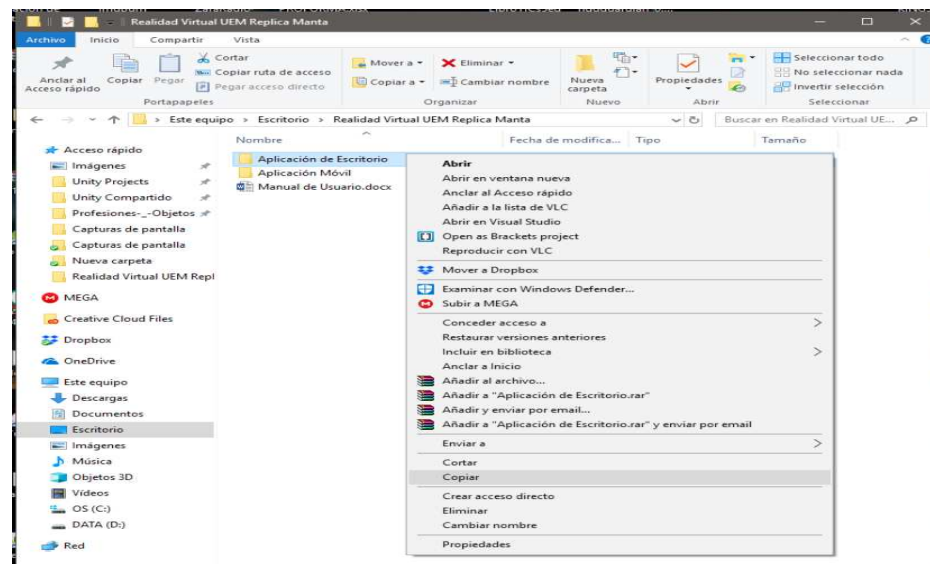 Realidad Virtual UEM Replica Manta
Archivo Inicio Compartir Vista
Anclar al Acceso rápido
Copiar
Pegar
Cortar
Copiar ruta de acceso
Pegar acceso directo
Portapapeles
Mover a
Copiar a
Eliminar
Cambiar nombre
Organizar
Nueva carpeta
Nuevo
Propiedades
Abrir
Seleccionar todo
No seleccionar nada
Invertir selección
Seleccionar
Este equipo > Escritorio > Realidad Virtual UEM Replica Manta
Buscar en Realidad Virtual UE...
Nombre Fecha de modifica... Tipo Tamaño
Acceso rápido
Imágenes
Unity Projects
Unity Compartido
Profesiones-_-Objetos
Capturas de pantalla
Capturas de pantalla
Nueva carpeta
Realidad Virtual UEM Repl
MEGA
Creative Cloud Files
Dropbox
OneDrive
Este equipo
Descargas
Documentos
Escritorio
Imágenes
Música
Objetos 3D
Vídeos
OS (C:)
DATA (D:)
Red
Aplicación de Escritorio
Aplicación Móvil
Manual de Usuario.docx
Abrir
Abrir en ventana nueva
Anclar al Acceso rápido
Añadir a la lista de VLC
Abrir en Visual Studio
Open as Brackets project
Reproducir con VLC
Mover a Dropbox
Examinar con Windows Defender...
Subir a MEGA
Conceder acceso a
Restaurar versiones anteriores
Incluir en biblioteca
Anclar a Inicio
Añadir al archivo...
Añadir a "Aplicación de Escritorio.rar"
Añadir y enviar por email...
Añadir a "Aplicación de Escritorio.rar" y enviar por email
Enviar a
Cortar
Copiar
Crear acceso directo
Eliminar
Cambiar nombre
Propiedades